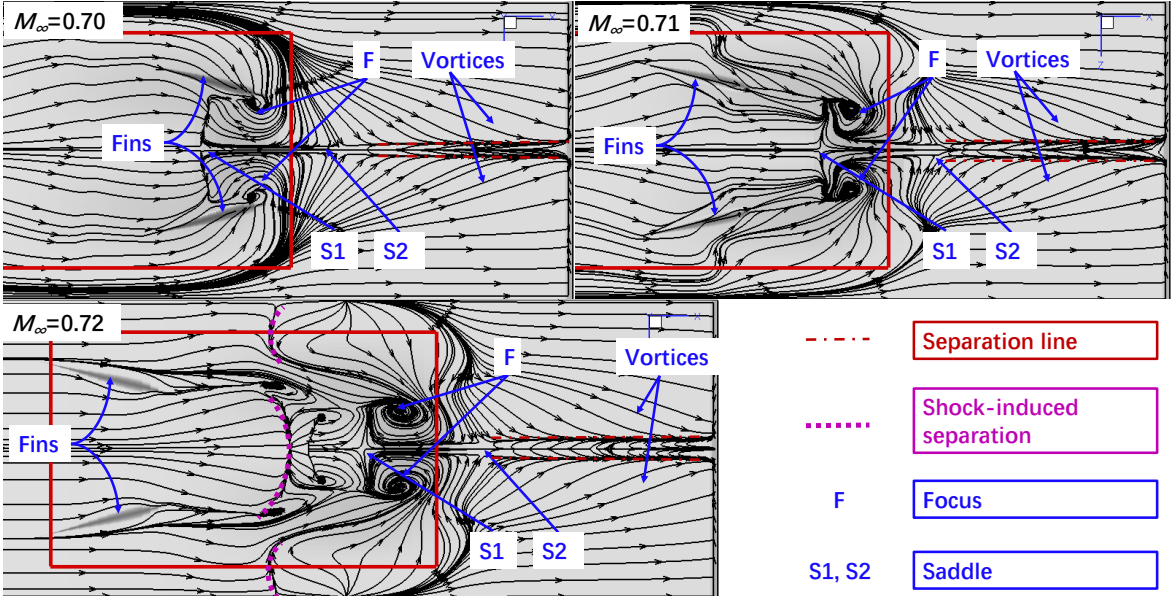 M∞=0.70
F
Vortices
Fins
S1 S2
x
M∞=0.71
F
Vortices
Fins
S1 S2
x
z
M∞=0.72
F
Vortices
Fins
S1 S2
x
Separation line
Shock-induced
separation
F Focus
S1, S2 Saddle